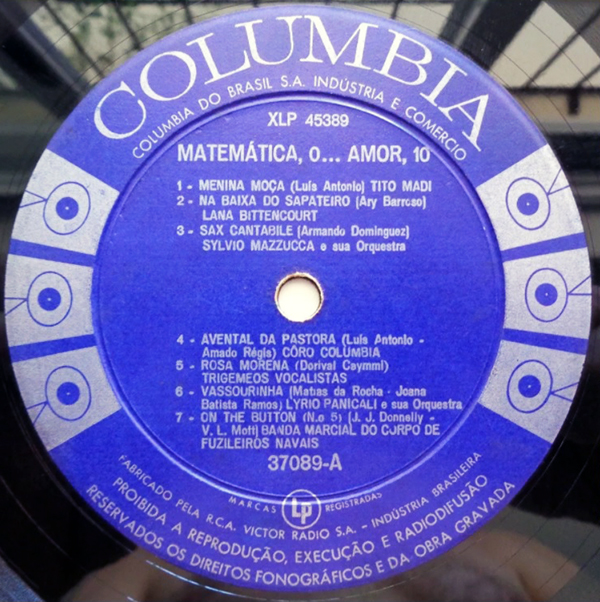 COLUMBIA
COLUMBIA DO BRASIL S.A. INDÚSTRIA E COMERCIO
XLP 45389
MATEMÁTICA, 0... AMOR, 10
1 - MENINA MOÇA (Luís Antonio) TITO MADI
2 - NA BAIXA DO SAPATEIRO (Ary Barroso)
LANA BITTENCOURT
3 - SAX CANTABILE (Armando Dominguez)
SYLVIO MAZZUCCA e sua Orquestra
4 - AVENTAL DA PASTORA (Luís Antonio -
Amado Régis) CÔRO COLUMBIA
5 - ROSA MORENA (Dorival Caymmi)
TRIGEMEOS VOCALISTAS
6 - VASSOURINHA (Matias da Rocha - Joana
Batista Ramos) LYRIO PANICALI e sua Orquestra
7 - ON THE BUTTON (N.o 5) (J. J. Donnelly -
V. L. Mott) BANDA MARCIAL DO CORPO DE
FUZILEIROS NAVAIS
37089-A
MARCAS Lp REGISTRADAS
FABRICADO PELA R.C.A. VICTOR RADIO S.A. - INDÚSTRIA BRASILEIRA
PROIBIDA A REPRODUÇÃO, EXECUÇÃO E RADIODIFUSÃO
RESERVADOS OS DIREITOS FONOGRÁFICOS E DA OBRA GRAVADA